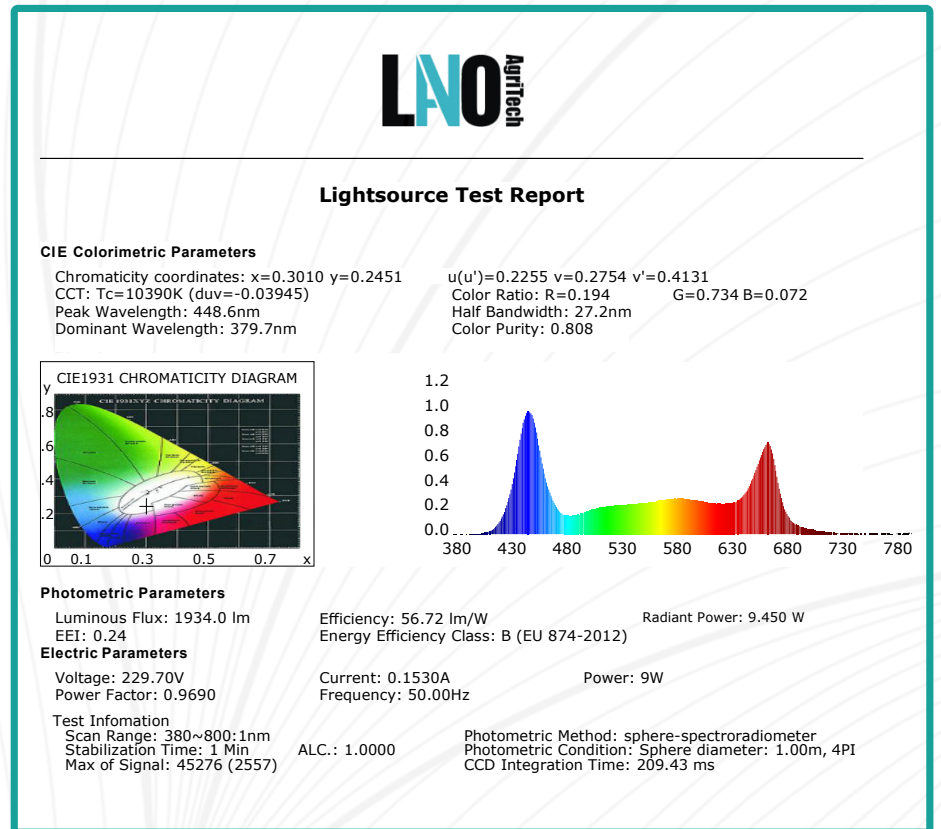 LANO AgriTech
Lightsource Test Report
CIE Colorimetric Parameters
Chromaticity coordinates: x=0.3010 y=0.2451 u(u')=0.2255 v=0.2754 v'=0.4131
CCT: Tc=10390K (duv=-0.03945) Color Ratio: R=0.194 G=0.734 B=0.072
Peak Wavelength: 448.6nm Half Bandwidth: 27.2nm
Dominant Wavelength: 379.7nm Color Purity: 0.808
CIE1931 CHROMATICITY DIAGRAM
CIE 1931XYZ CHROMATICITY DIAGRAM
y
.8
.6
.4
.2
0 0.1 0.3 0.5 0.7 x
1.2
1.0
0.8
0.6
0.4
0.2
0.0
380 430 480 530 580 630 680 730 780
Photometric Parameters
Luminous Flux: 1934.0 lm Efficiency: 56.72 lm/W Radiant Power: 9.450 W
EEI: 0.24 Energy Efficiency Class: B (EU 874-2012)
Electric Parameters
Voltage: 229.70V Current: 0.1530A Power: 9W
Power Factor: 0.9690 Frequency: 50.00Hz
Test Infomation
Scan Range: 380~800:1nm Photometric Method: sphere-spectroradiometer
Stabilization Time: 1 Min ALC.: 1.0000 Photometric Condition: Sphere diameter: 1.00m, 4PI
Max of Signal: 45276 (2557) CCD Integration Time: 209.43 ms